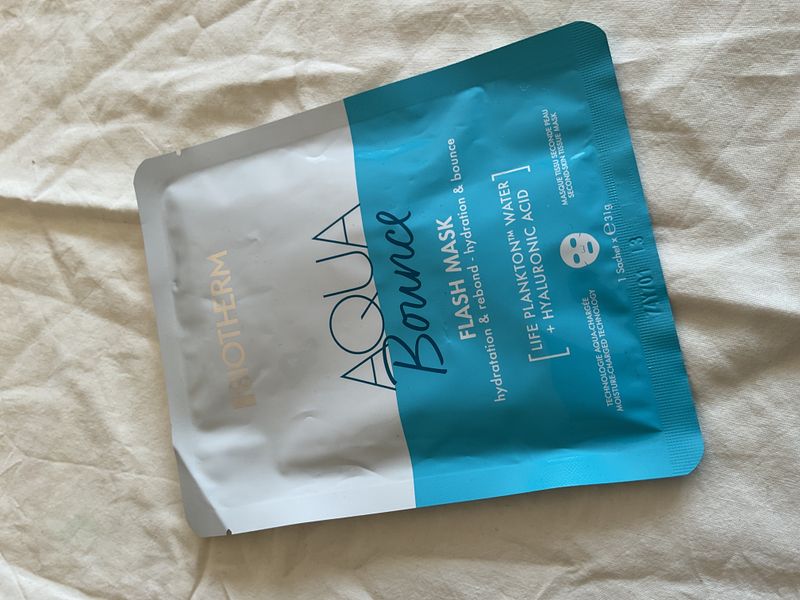 BIOTHERM
AQUA
Bounce
FLASH MASK
hydratation & rebond - hydration & bounce
[LIFE PLANKTON™ WATER
+ HYALURONIC ACID]
TECHNOLOGIE AQUA-CHARGÉE
MOISTURE-CHARGED TECHNOLOGY
MASQUE TISSU SECONDE PEAU
SECOND-SKIN TISSUE MASK
1 Sachet x ℮ 31g